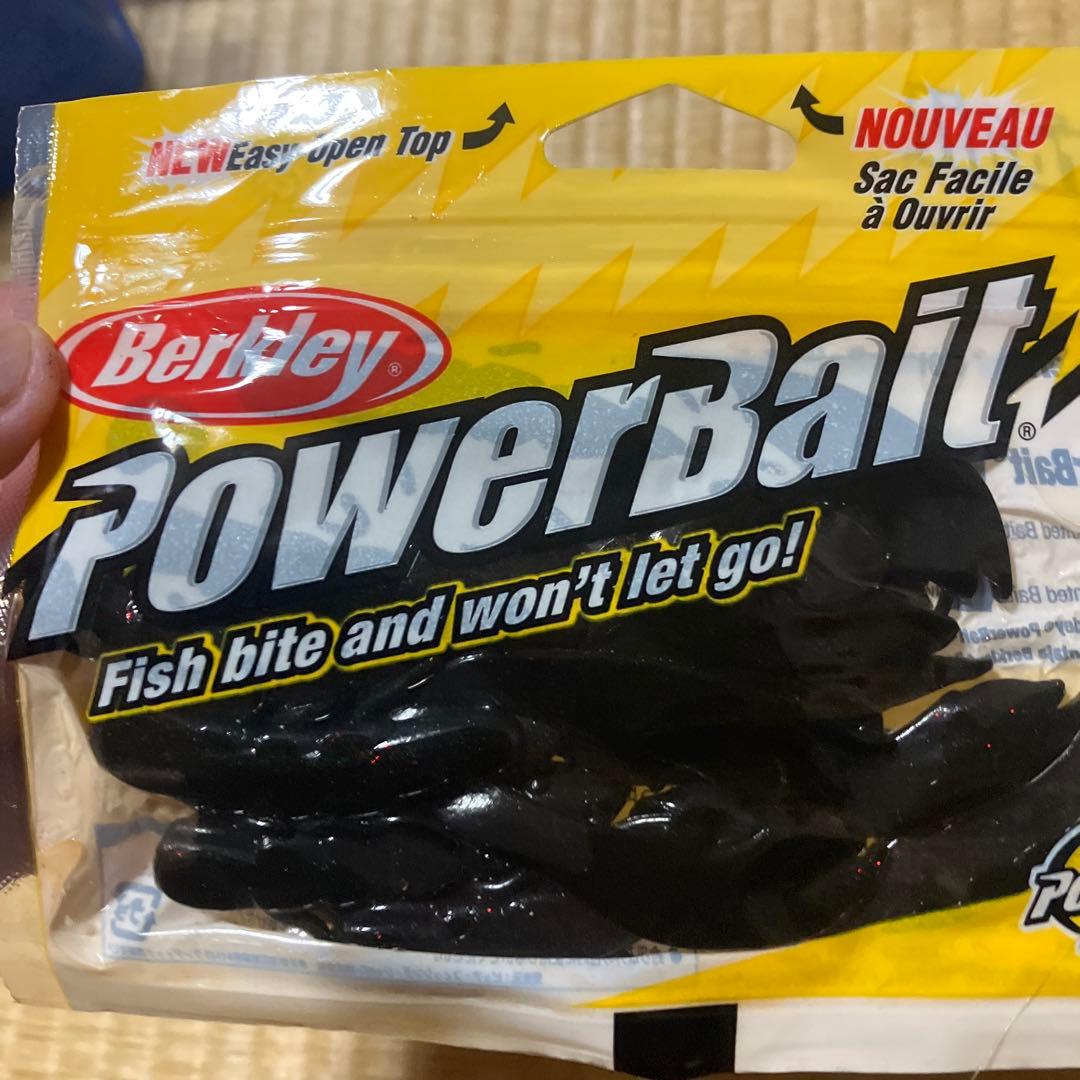 NEW Easy Open Top
NOUVEAU
Sac Facile
à Ouvrir
Berkley®
PowerBait®
Fish bite and won't let go!